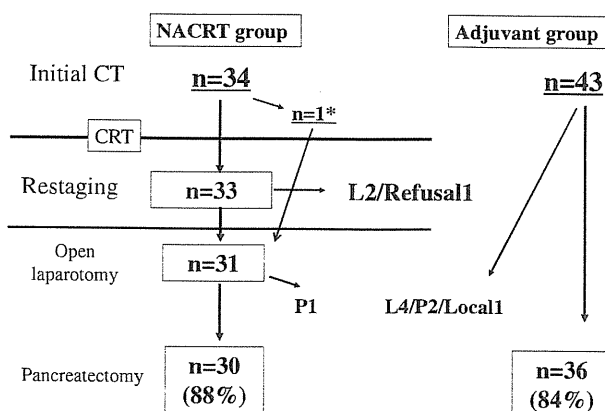 NACRT group
Adjuvant group
Initial CT
n=34
n=43
n=1*
CRT
Restaging
n=33
L2/Refusal1
Open
laparotomy
n=31
P1
L4/P2/Local1
Pancreatectomy
n=30
(88%)
n=36
(84%)